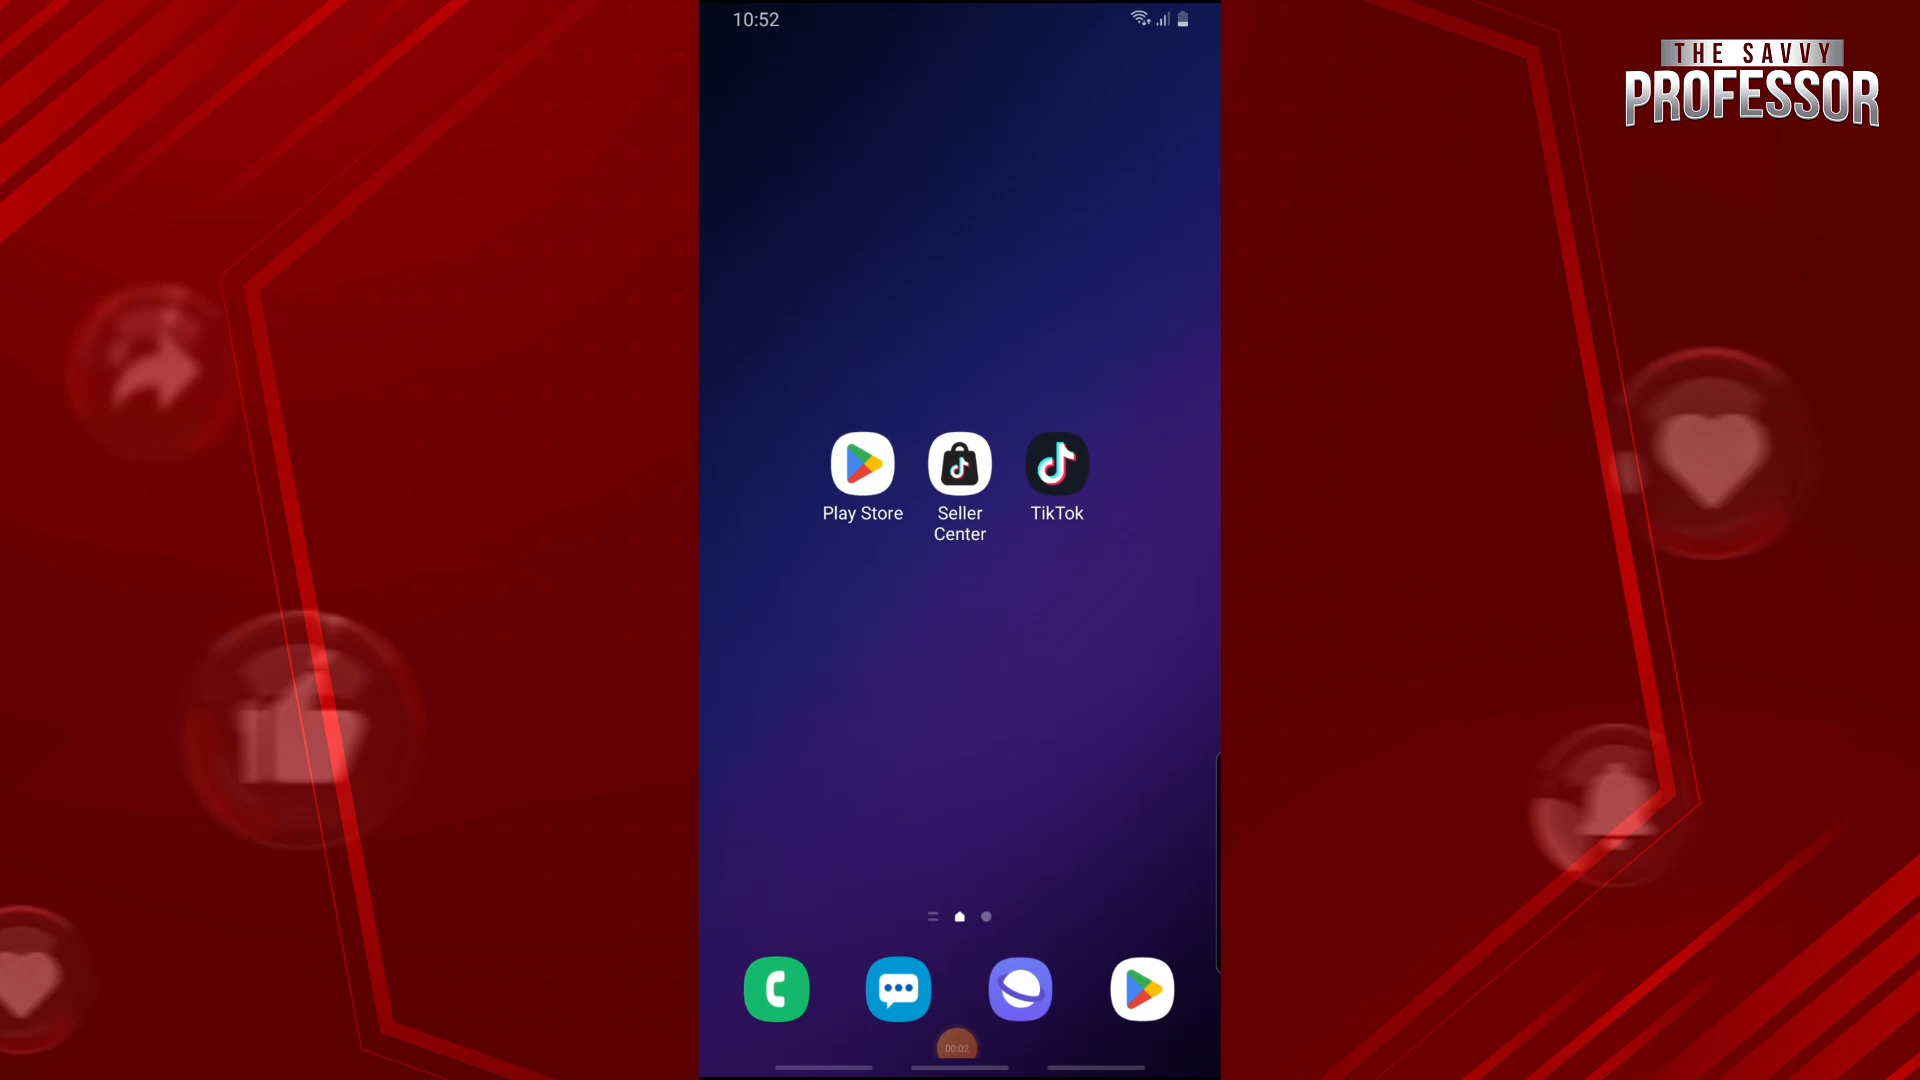 10:52
THE SAVVY
PROFESSOR
Play Store
Seller
Center
TikTok
00:02